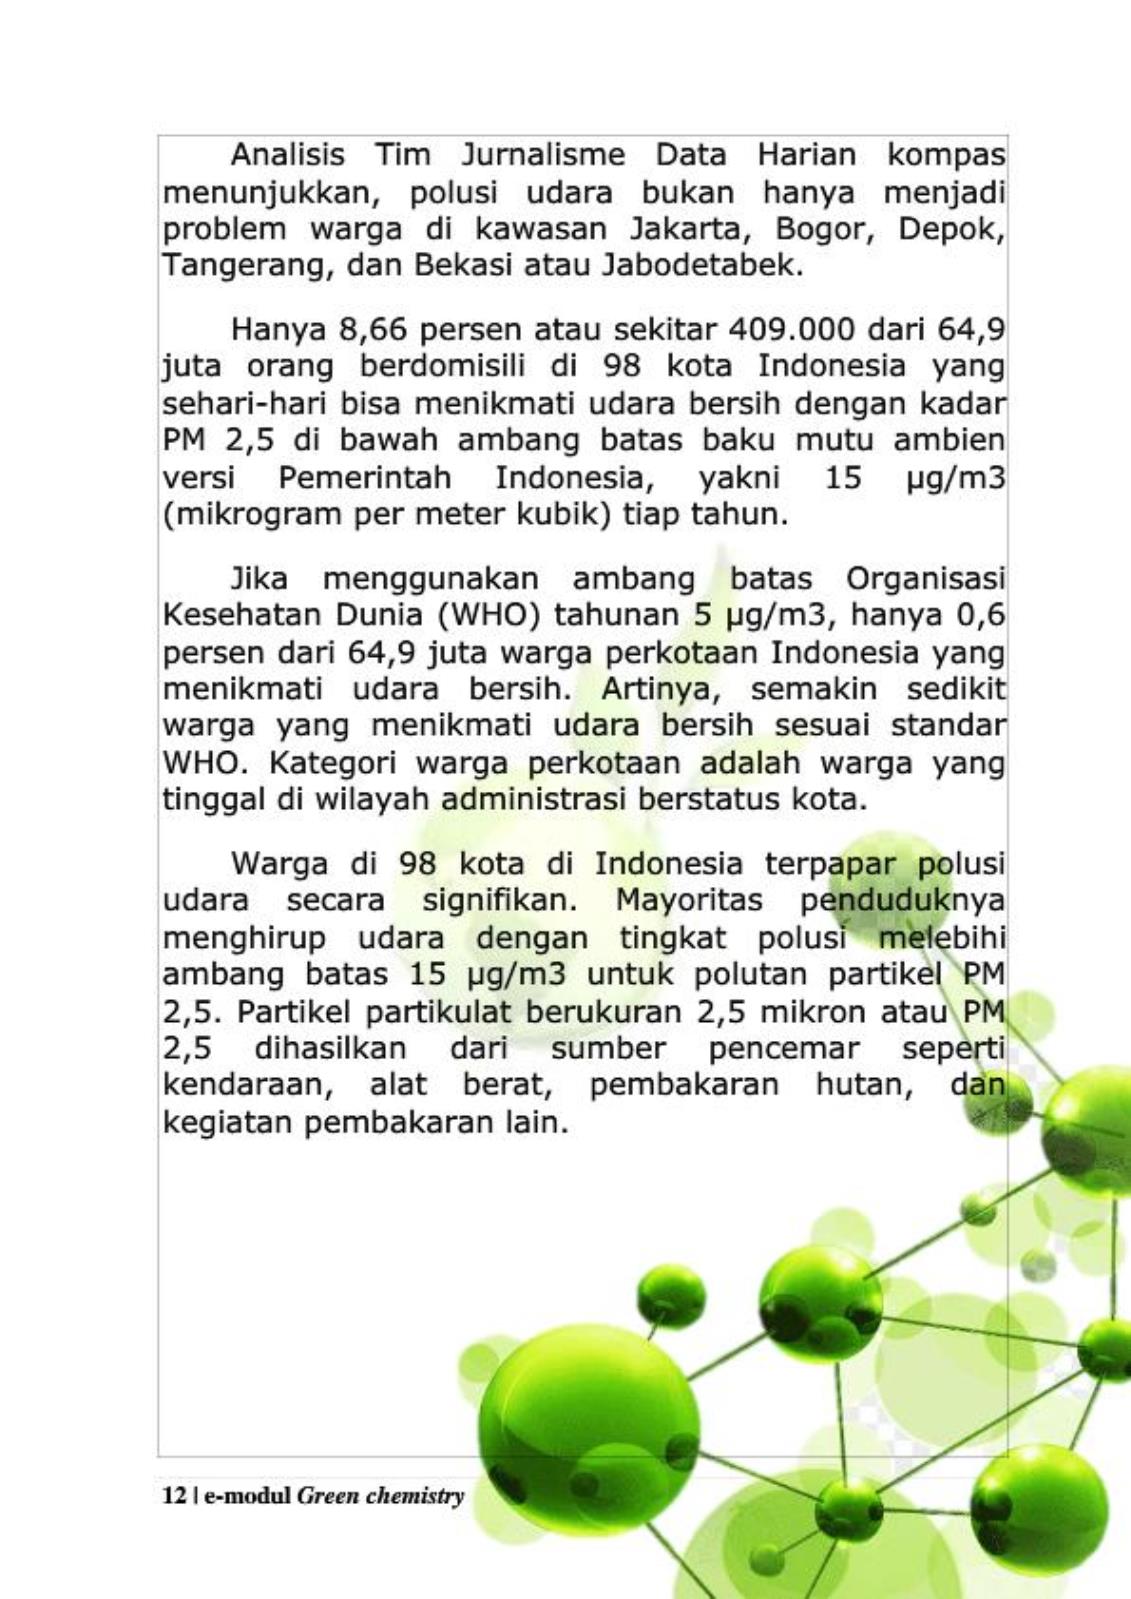 Analisis Tim Jurnalisme Data Harian kompas
menunjukkan, polusi udara bukan hanya menjadi
problem warga di kawasan Jakarta, Bogor, Depok,
Tangerang, dan Bekasi atau Jabodetabek.
Hanya 8,66 persen atau sekitar 409.000 dari 64,9
juta orang berdomisili di 98 kota Indonesia yang
sehari-hari bisa menikmati udara bersih dengan kadar
PM 2,5 di bawah ambang batas baku mutu ambien
versi Pemerintah Indonesia, yakni 15 µg/m3
(mikrogram per meter kubik) tiap tahun.
Jika menggunakan ambang batas Organisasi
Kesehatan Dunia (WHO) tahunan 5 µg/m3, hanya 0,6
persen dari 64,9 juta warga perkotaan Indonesia yang
menikmati udara bersih. Artinya, semakin sedikit
warga yang menikmati udara bersih sesuai standar
WHO. Kategori warga perkotaan adalah warga yang
tinggal di wilayah administrasi berstatus kota.
Warga di 98 kota di Indonesia terpapar polusi
udara secara signifikan. Mayoritas penduduknya
menghirup udara dengan tingkat polusi melebihi
ambang batas 15 µg/m3 untuk polutan partikel PM
2,5. Partikel partikulat berukuran 2,5 mikron atau PM
2,5 dihasilkan dari sumber pencemar seperti
kendaraan, alat berat, pembakaran hutan, dan
kegiatan pembakaran lain.
12 | e-modul Green chemistry